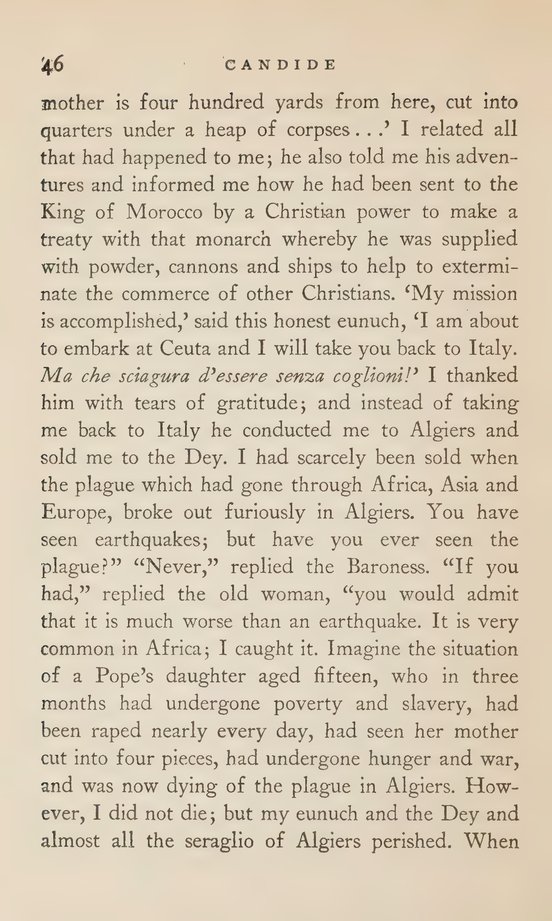 46 CANDIDE
mother is four hundred yards from here, cut into
quarters under a heap of corpses . . .’ I related all
that had happened to me; he also told me his adven-
tures and informed me how he had been sent to the
King of Morocco by a Christian power to make a
treaty with that monarch whereby he was supplied
with powder, cannons and ships to help to extermi-
nate the commerce of other Christians. ‘My mission
is accomplished,’ said this honest eunuch, ‘I am about
to embark at Ceuta and I will take you back to Italy.
Ma che sciagura d’essere senza coglioni!’ I thanked
him with tears of gratitude; and instead of taking
me back to Italy he conducted me to Algiers and
sold me to the Dey. I had scarcely been sold when
the plague which had gone through Africa, Asia and
Europe, broke out furiously in Algiers. You have
seen earthquakes; but have you ever seen the
plague?” “Never,” replied the Baroness. “If you
had,” replied the old woman, “you would admit
that it is much worse than an earthquake. It is very
common in Africa; I caught it. Imagine the situation
of a Pope’s daughter aged fifteen, who in three
months had undergone poverty and slavery, had
been raped nearly every day, had seen her mother
cut into four pieces, had undergone hunger and war,
and was now dying of the plague in Algiers. How-
ever, I did not die; but my eunuch and the Dey and
almost all the seraglio of Algiers perished. When